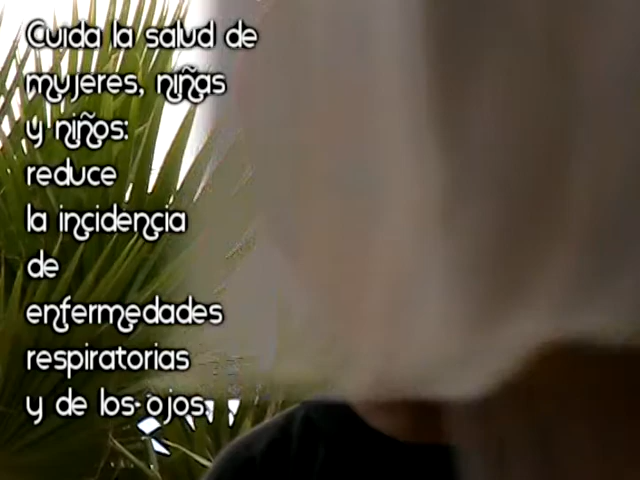 Cuida la salud de
mujeres, niñas
y niños:
reduce
la incidencia
de
enfermedades
respiratorias
y de los ojos.